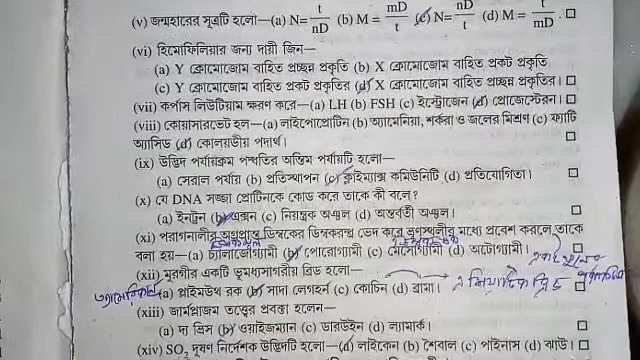 (v) জন্মহারের সূত্রটি হলো—(a) N= t/nD (b) M = mD/t (c) N= nD/t (d) M = t/mD . □
(vi) হিমোফিলিয়ার জন্য দায়ী জিন—
(a) Y ক্রোমোজোম বাহিত প্রচ্ছন্ন প্রকৃতি (b) X ক্রোমোজোম বাহিত প্রকট প্রকৃতি
(c) Y ক্রোমোজোম বাহিত প্রকট প্রকৃতির (d) X ক্রোমোজোম বাহিত প্রচ্ছন্ন প্রকৃতির। □
(vii) কর্পাস লিউটিয়াম ক্ষরণ করে—(a) LH (b) FSH (c) ইস্ট্রোজেন (d) প্রোজেস্টেরন। □
(viii) কোয়াসারভেট হল—(a) লাইপোপ্রোটিন (b) অ্যামোনিয়া, শর্করা ও জলের মিশ্রণ (c) ফ্যাটি
অ্যাসিড (d) কোলয়ডীয় পদার্থ। □
(ix) উদ্ভিদ পর্যায়ক্রম পদ্ধতির অন্তিম পর্যায়টি হলো—
(a) সেরাল পর্যায় (b) প্রতিস্থাপন (c) ক্লাইম্যাক্স কমিউনিটি (d) প্রতিযোগিতা। □
(x) যে DNA সজ্জা প্রোটিনকে কোড করে তাকে কী বলে?
(a) ইনট্রন (b) এক্সন (c) নিয়ন্ত্রক অঞ্চল (d) অন্তর্বর্তী অঞ্চল। □
(xi) পরাগনালীর অগ্রপ্রান্ত ডিম্বকের ডিম্বকরন্ধ্র ভেদ করে ভ্রূণস্থলীর মধ্যে প্রবেশ করলে তাকে
বলা হয়—(a) চ্যালাজোগ্যামী (b) পোরোগ্যামী (c) মেসোগ্যামী (d) অটোগ্যামী। □
(xii) মুরগীর একটি ভূমধ্যসাগরীয় ব্রিড হলো—
(a) প্লাইমউথ রক (b) সাদা লেগহর্ন (c) কোচিন (d) ব্রামা। □
(xiii) জার্মপ্লাজম তত্ত্বের প্রবক্তা হলেন—
(a) দ্য ভ্রিস (b) ওয়াইজম্যান (c) ডারউইন (d) ল্যামার্ক। □
(xiv) SO₂ দূষণ নির্দেশক উদ্ভিদটি হলো—(a) লাইকেন (b) শৈবাল (c) পাইনাস (d) ঝাউ। □